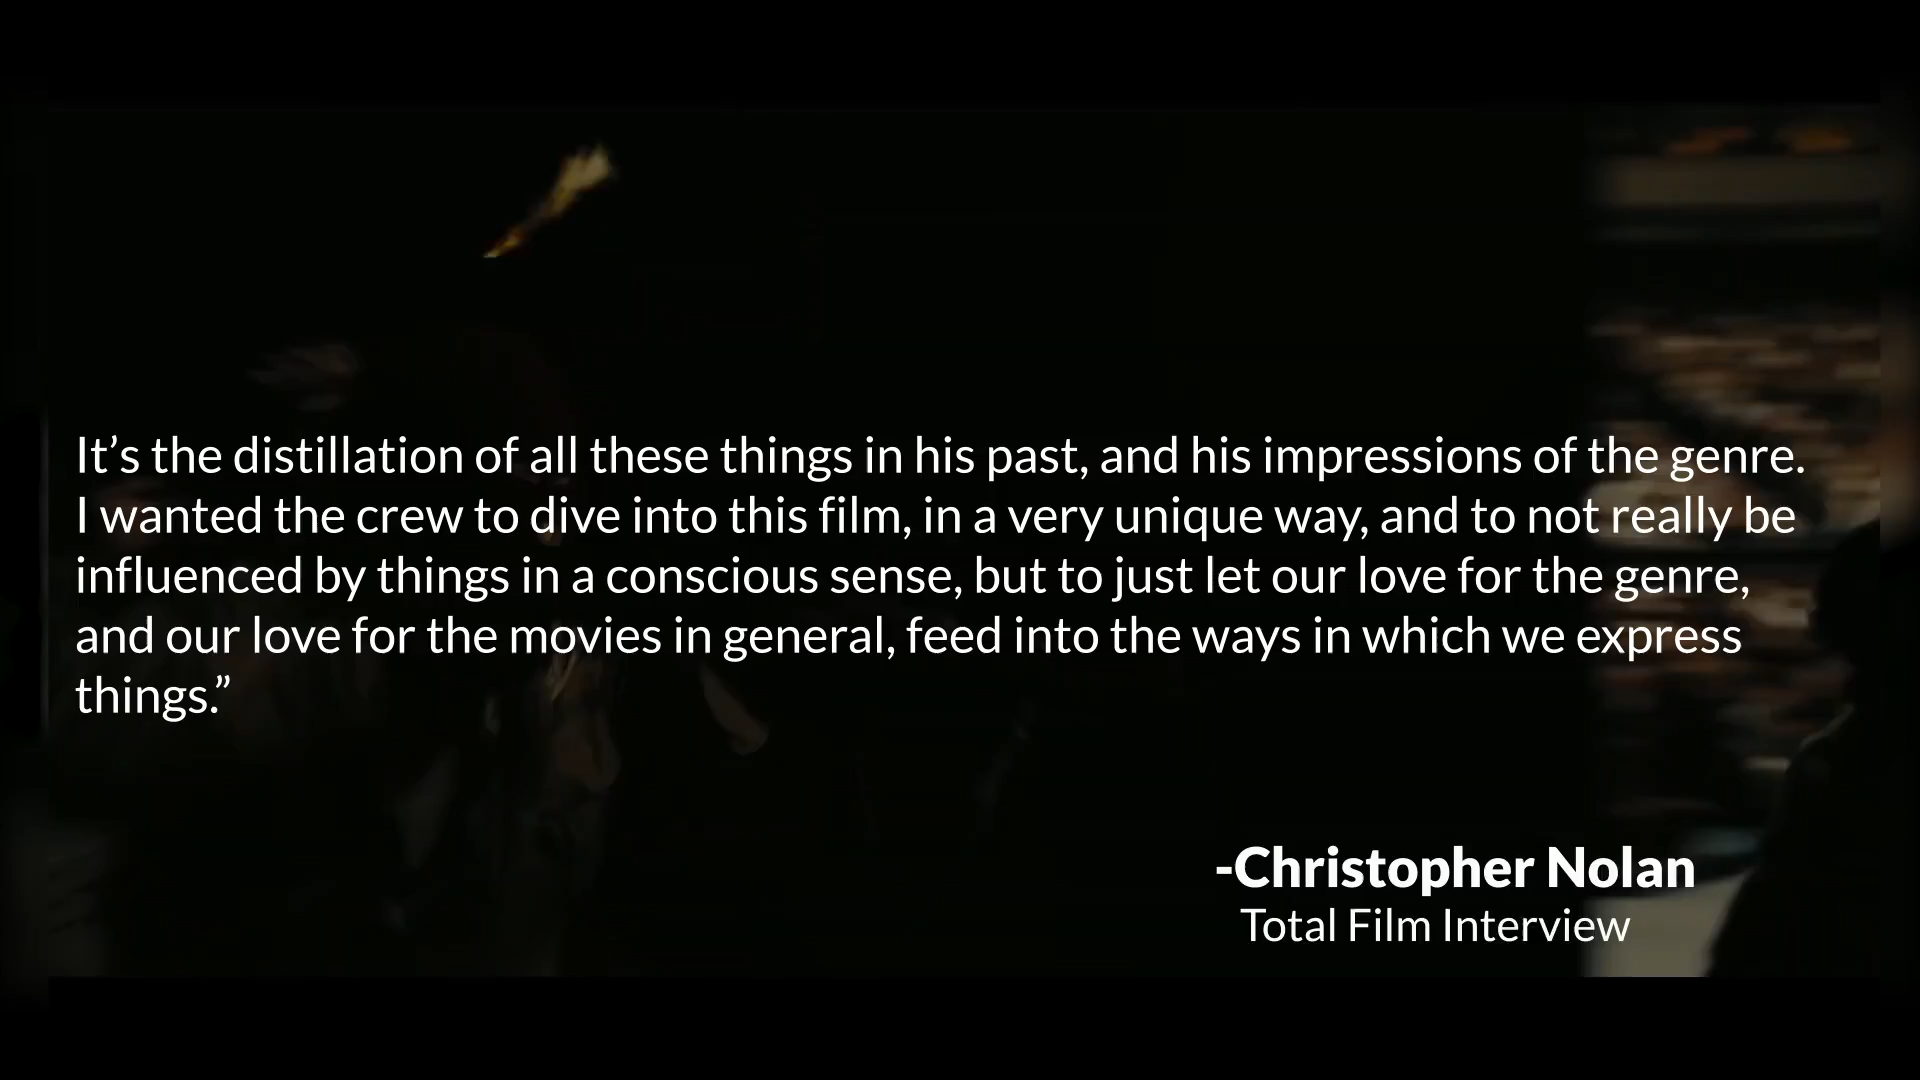 It’s the distillation of all these things in his past, and his impressions of the genre.
I wanted the crew to dive into this film, in a very unique way, and to not really be
influenced by things in a conscious sense, but to just let our love for the genre,
and our love for the movies in general, feed into the ways in which we express
things.”
-Christopher Nolan
Total Film Interview